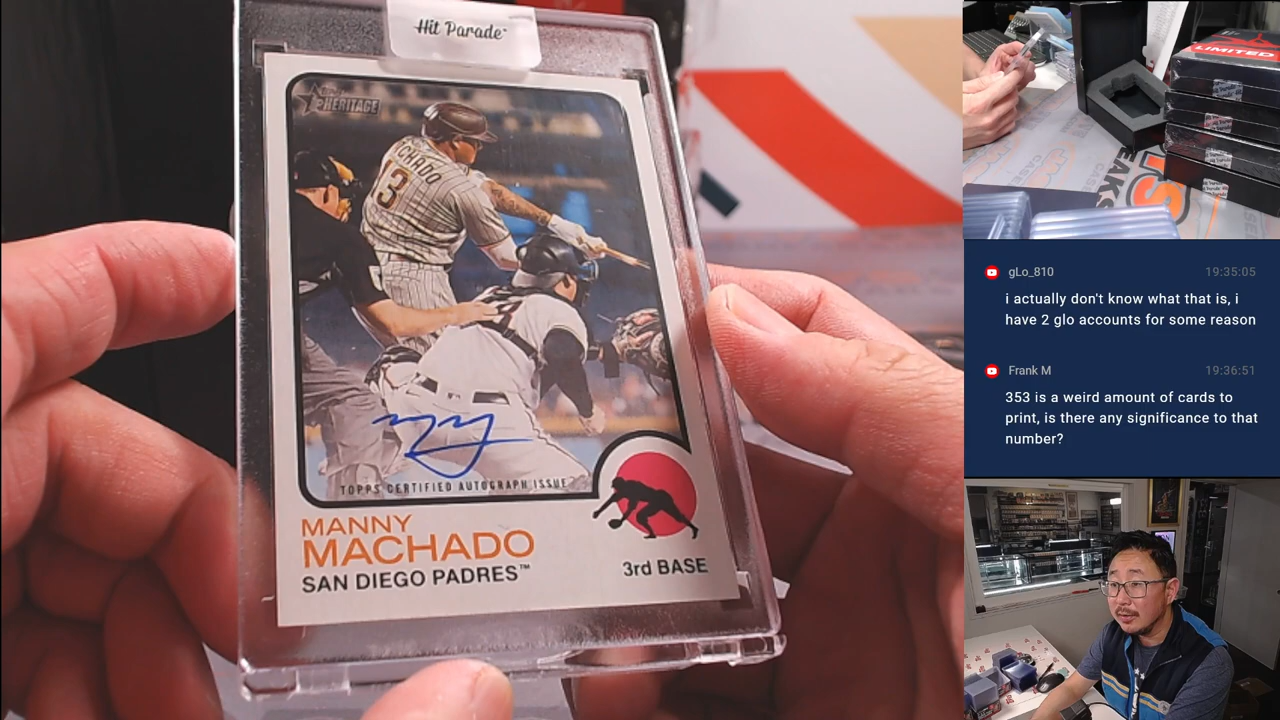 Hit Parade
TOPPS
HERITAGE
MACHADO
13
TOPPS CERTIFIED AUTOGRAPH ISSUE
MANNY
MACHADO
SAN DIEGO PADRES™
3rd BASE
LIMITED
gLo_810 19:35:05
i actually don't know what that is, i
have 2 glo accounts for some reason
Frank M 19:36:51
353 is a weird amount of cards to
print, is there any significance to that
number?